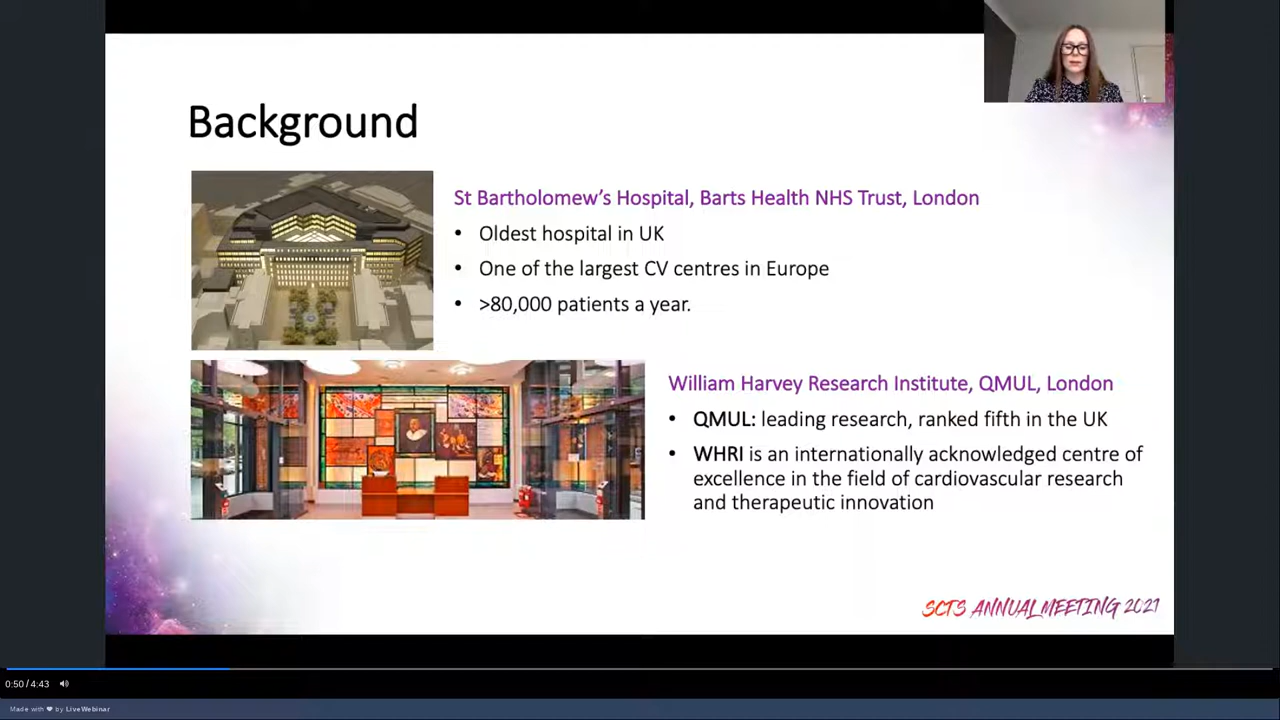 Background
St Bartholomew's Hospital, Barts Health NHS Trust, London
• Oldest hospital in UK
• One of the largest CV centres in Europe
• >80,000 patients a year.
William Harvey Research Institute, QMUL, London
• QMUL: leading research, ranked fifth in the UK
• WHRI is an internationally acknowledged centre of
excellence in the field of cardiovascular research
and therapeutic innovation
SCTS ANNUAL MEETING 2021
0:50 / 4:43
Made with ❤ by LiveWebinar